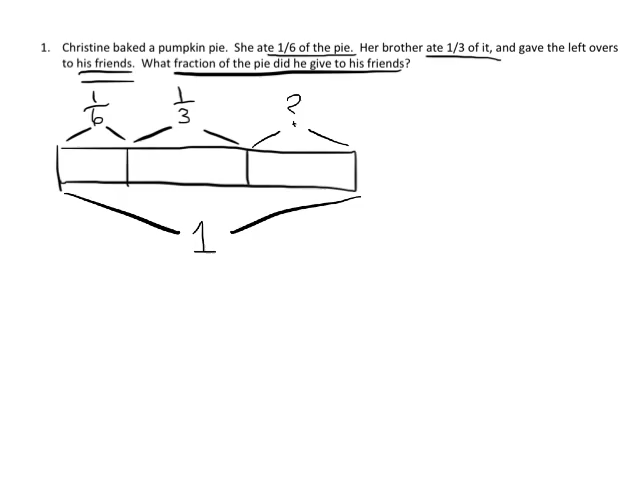 1. Christine baked a pumpkin pie. She ate 1/6 of the pie. Her brother ate 1/3 of it, and gave the left overs
to his friends. What fraction of the pie did he give to his friends?
1/6 1/3 ?
1